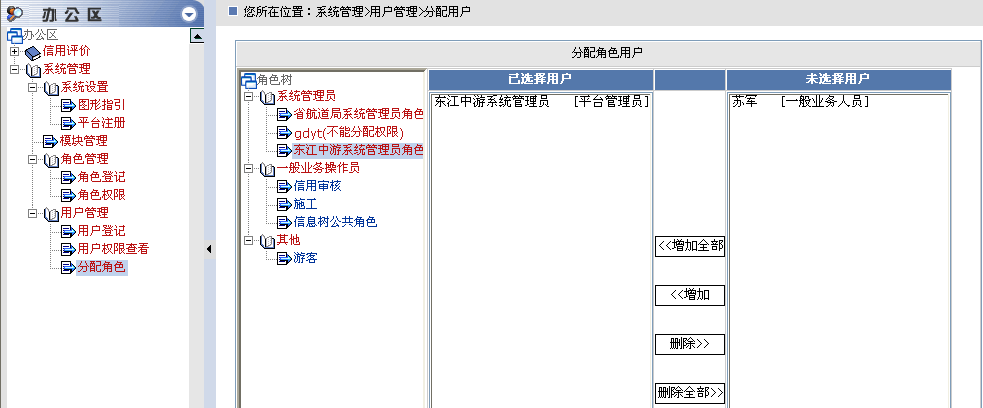 办公区
办公区
信用评价
系统管理
系统设置
图形指引
平台注册
模块管理
角色管理
角色登记
角色权限
用户管理
用户登记
用户权限查看
分配角色
您所在位置：系统管理>用户管理>分配用户
分配角色用户
角色树
系统管理员
省航道局系统管理员角色
gdyt(不能分配权限)
东江中游系统管理员角色
一般业务操作员
信用审核
施工
信息树公共角色
其他
游客
已选择用户
东江中游系统管理员 [平台管理员]
<<增加全部
<<增加
删除>>
删除全部>>
未选择用户
苏军 [一般业务人员]